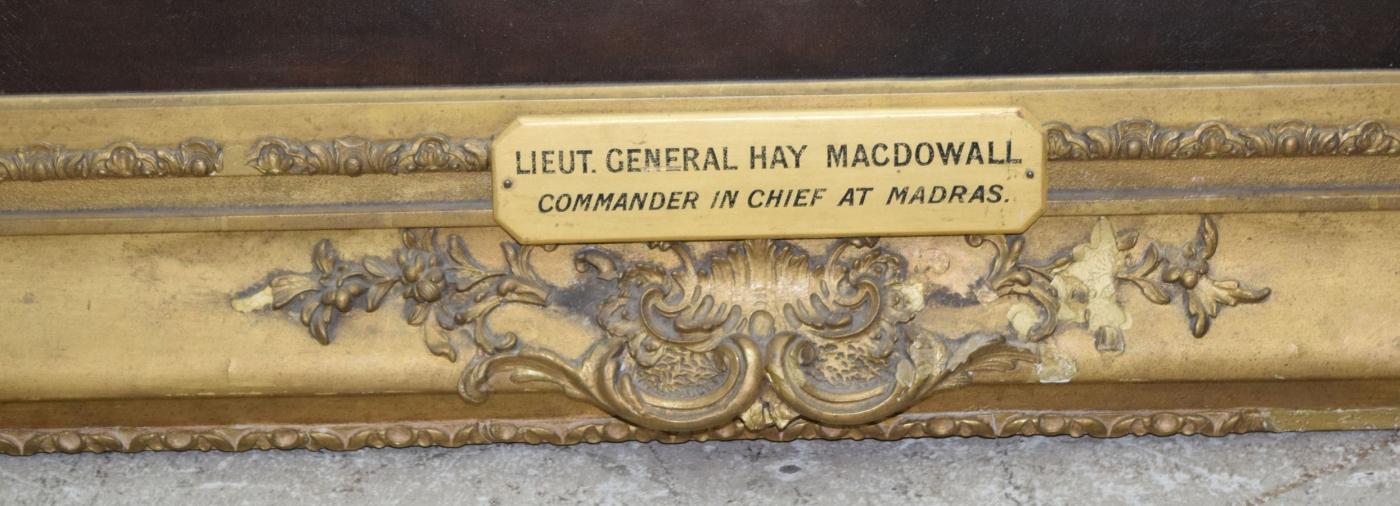 LIEUT. GENERAL HAY MACDOWALL
COMMANDER IN CHIEF AT MADRAS.